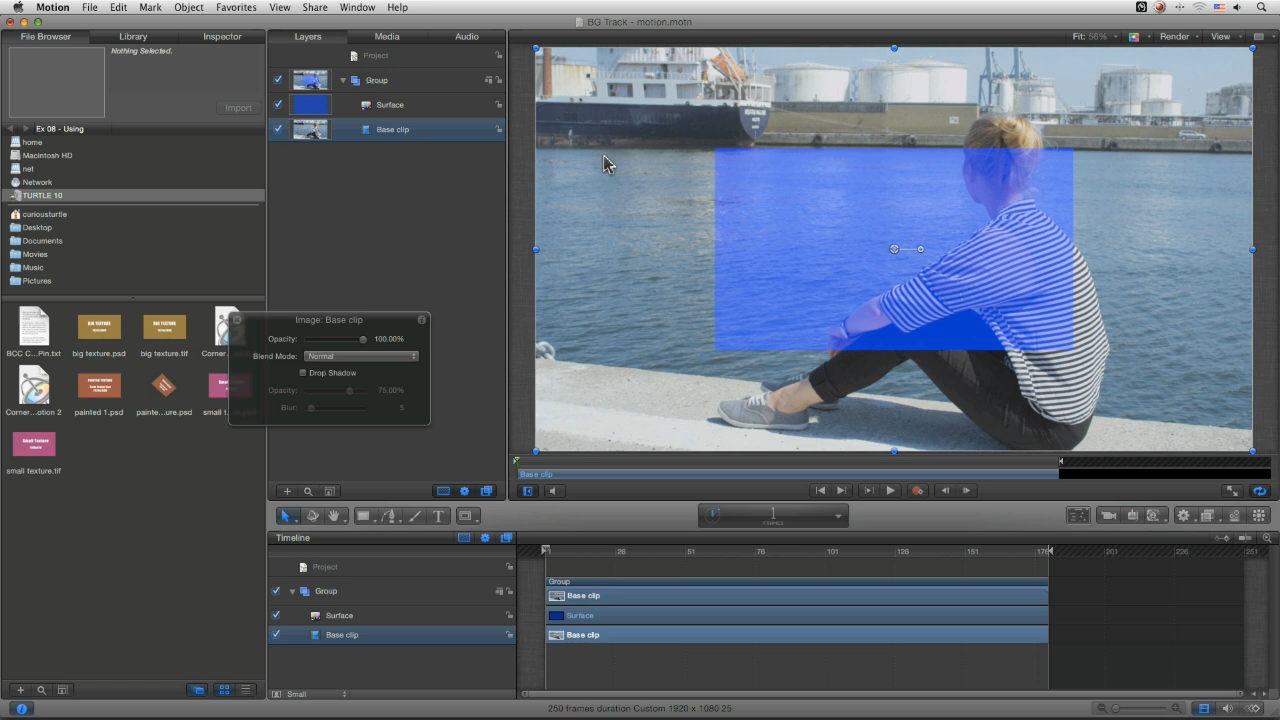 Motion File Edit Mark Object Favorites View Share Window Help
BG Track - motion.motn
File Browser Library Inspector Layers Media Audio Fit: 56% Render View
Nothing Selected.
Import
Project
Group
Surface
Base clip
Ex 08 - Using
home
Macintosh HD
net
Network
TURTLE 10
curiousturtle
Desktop
Documents
Movies
Music
Pictures
BCC C...Pin.txt big texture.psd big texture.tif
Corner...otion 2 painted 1.psd painte...ure.psd
small texture.tif
Image: Base clip
Opacity: 100.00%
Blend Mode: Normal
Drop Shadow
Opacity: 75.00%
Blur: 5
Base clip
1
FRAMES
T
Timeline
1 26 51 76 101 126 151 176 201 226 251
Project
Group
Surface
Base clip
Group
Base clip
Surface
Base clip
Small
250 frames duration Custom 1920 x 1080 25